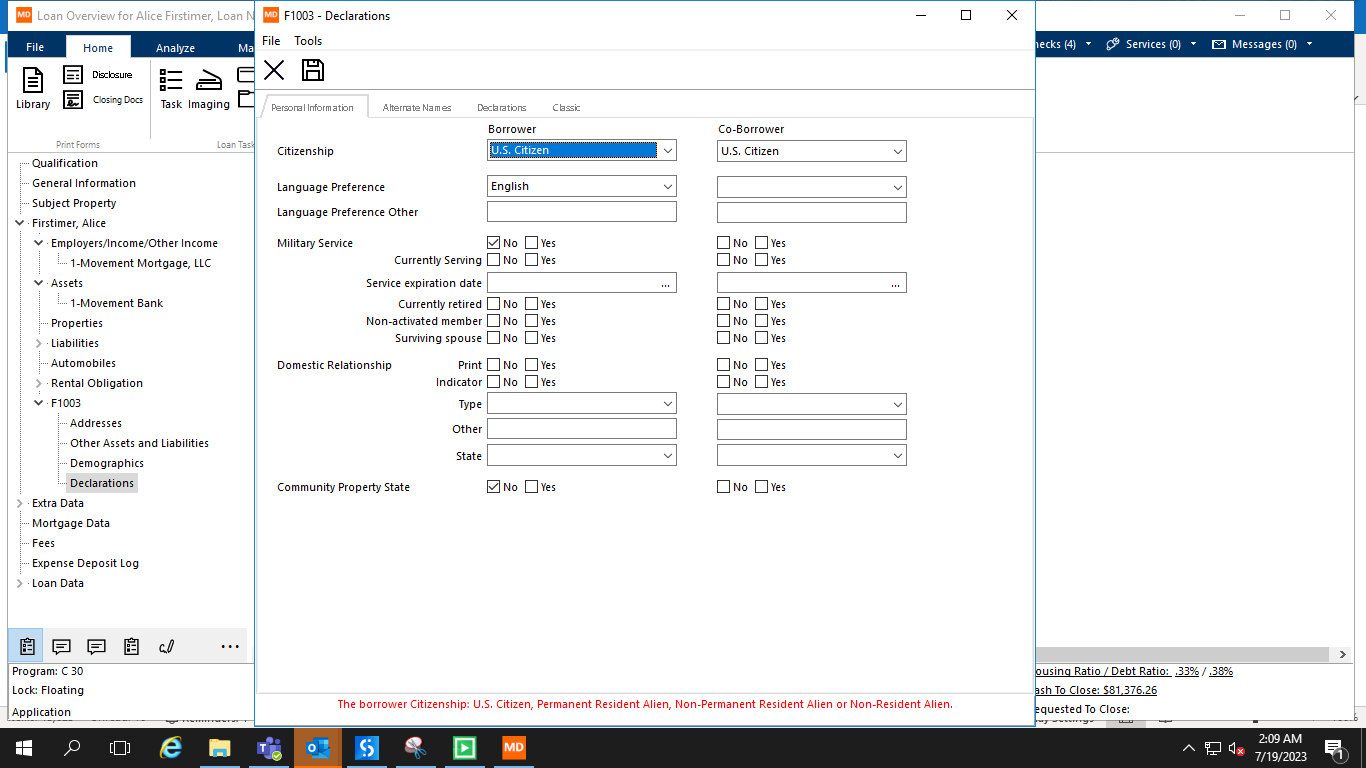 MD Loan Overview for Alice Firstimer, Loan N
MD F1003 - Declarations
File Home Analyze Ma
File Tools
hecks (4) Services (0) Messages (0)
Library
Disclosure
Closing Docs
Task Imaging
Print Forms Loan Task
Personal Information Alternate Names Declarations Classic
Borrower Co-Borrower
Citizenship U.S. Citizen U.S. Citizen
Language Preference English
Language Preference Other
Military Service No Yes No Yes
Currently Serving No Yes No Yes
Service expiration date ... ...
Currently retired No Yes No Yes
Non-activated member No Yes No Yes
Surviving spouse No Yes No Yes
Domestic Relationship Print No Yes No Yes
Indicator No Yes No Yes
Type
Other
State
Community Property State No Yes No Yes
Qualification
General Information
Subject Property
Firstimer, Alice
Employers/Income/Other Income
1-Movement Mortgage, LLC
Assets
1-Movement Bank
Properties
Liabilities
Automobiles
Rental Obligation
F1003
Addresses
Other Assets and Liabilities
Demographics
Declarations
Extra Data
Mortgage Data
Fees
Expense Deposit Log
Loan Data
Program: C 30
Lock: Floating
Application
ousing Ratio / Debt Ratio: .33% / .38%
ash To Close: $81,376.26
equested To Close:
The borrower Citizenship: U.S. Citizen, Permanent Resident Alien, Non-Permanent Resident Alien or Non-Resident Alien.
MD
2:09 AM
7/19/2023
1